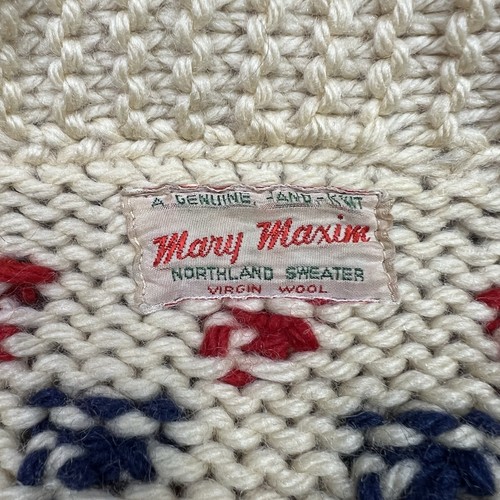 A GENUINE HAND-KNIT
Mary Maxim
NORTHLAND SWEATER
VIRGIN WOOL